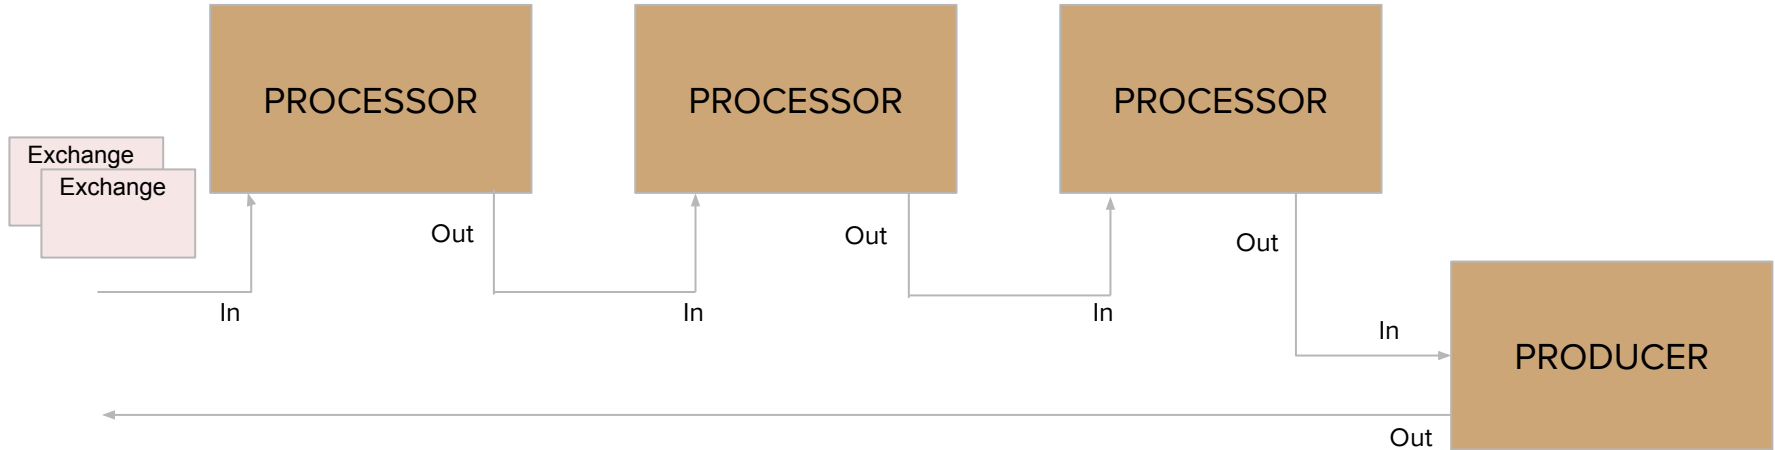 PROCESSOR
PROCESSOR
PROCESSOR
Exchange
Exchange
Out
Out
Out
In
In
In
In
PRODUCER
Out